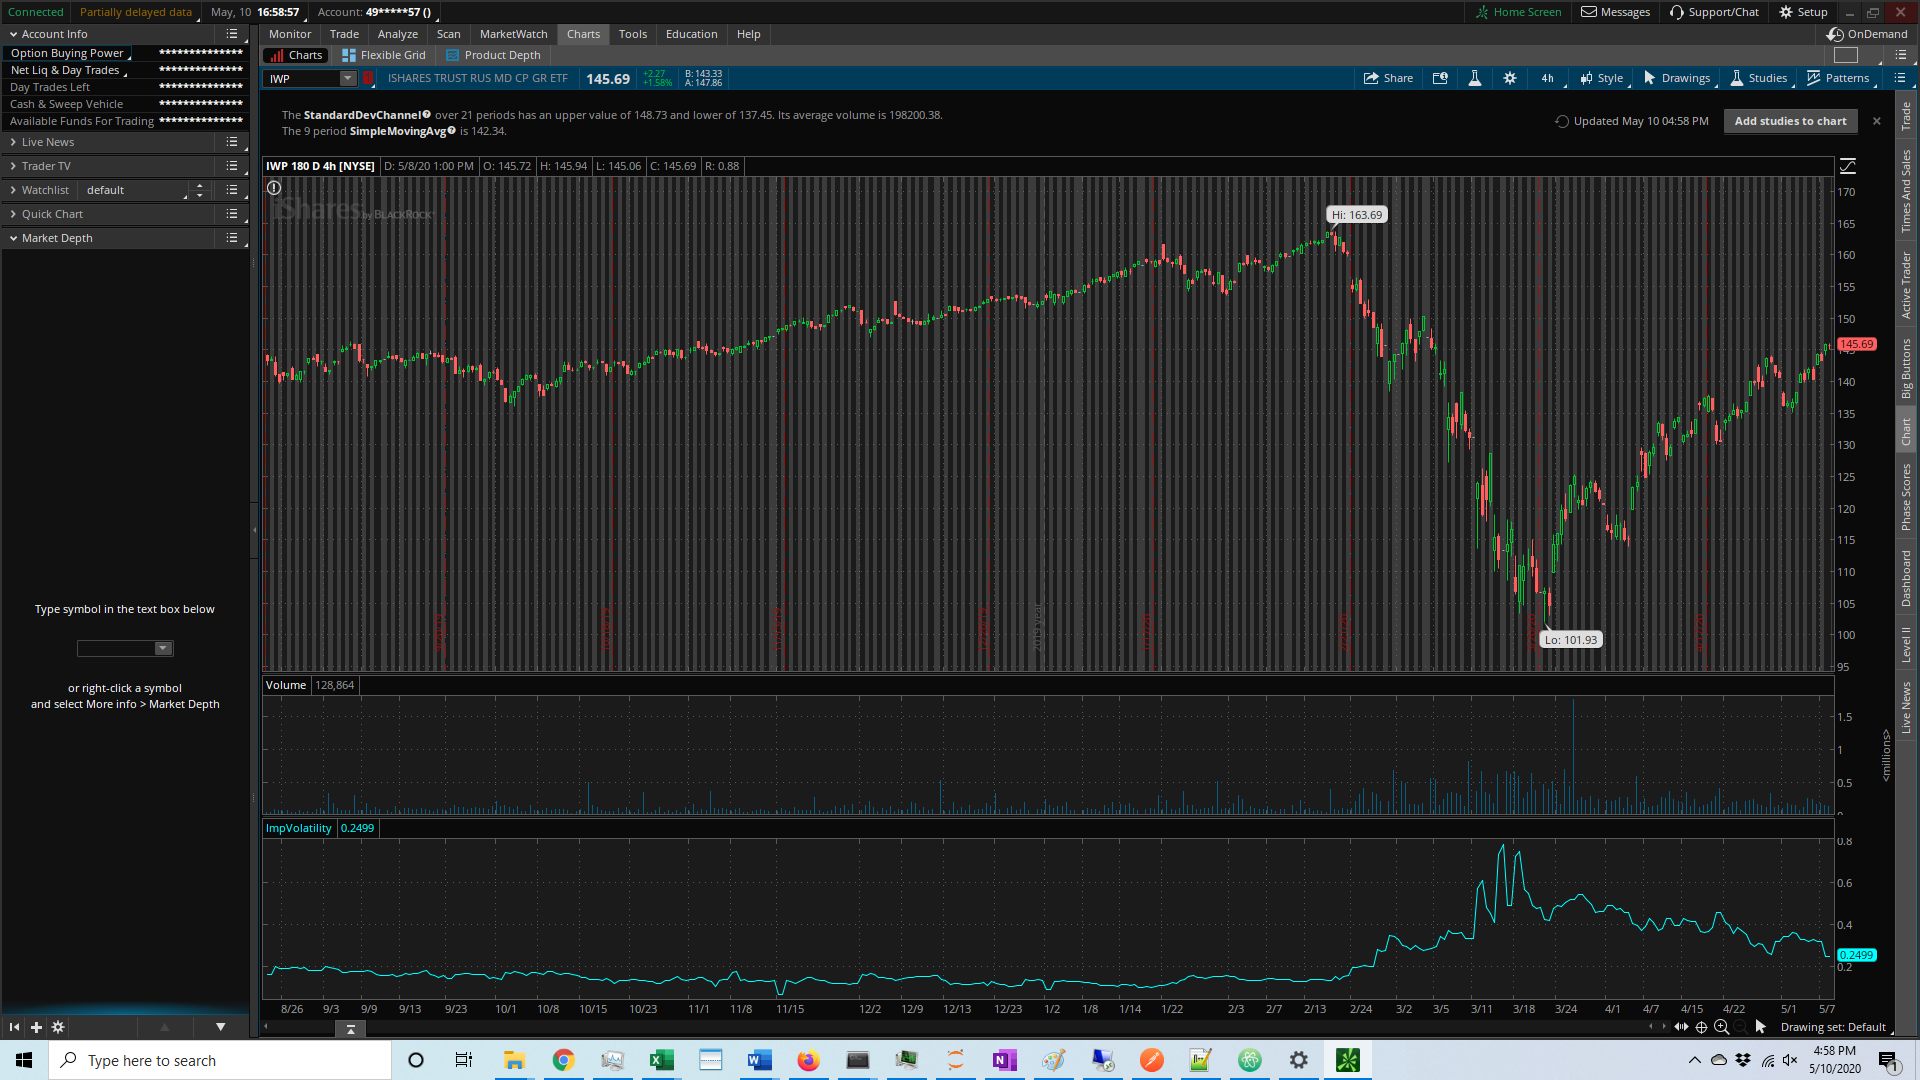 Connected Partially delayed data May, 10 16:58:57 Account: 49*****57 () Home Screen Messages Support/Chat Setup
Account Info
Option Buying Power **************
Net Liq & Day Trades **************
Day Trades Left **************
Cash & Sweep Vehicle **************
Available Funds For Trading **************
Live News
Trader TV
Watchlist default
Quick Chart
Market Depth
Type symbol in the text box below
or right-click a symbol
and select More info > Market Depth
Monitor Trade Analyze Scan MarketWatch Charts Tools Education Help OnDemand
Charts Flexible Grid Product Depth
IWP ISHARES TRUST RUS MD CP GR ETF 145.69 +2.27 +1.58% B: 143.33 A: 147.86 Share 4h Style Drawings Studies Patterns
The StandardDevChannel over 21 periods has an upper value of 148.73 and lower of 137.45. Its average volume is 198200.38.
The 9 period SimpleMovingAvg is 142.34.
Updated May 10 04:58 PM Add studies to chart
IWP 180 D 4h [NYSE] D: 5/8/20 1:00 PM O: 145.72 H: 145.94 L: 145.06 C: 145.69 R: 0.88
iShares by BLACKROCK
Hi: 163.69
Lo: 101.93
170
165
160
155
150
145.69
145
140
135
130
125
120
115
110
105
100
95
2019 year
Volume 128,864
1.5
1
0.5
<millions>
ImpVolatility 0.2499
0.8
0.6
0.4
0.2499
0.2
8/26 9/3 9/9 9/13 9/23 10/1 10/8 10/15 10/23 11/1 11/8 11/15 12/2 12/9 12/13 12/23 1/2 1/8 1/14 1/22 2/3 2/7 2/13 2/24 3/2 3/5 3/11 3/18 3/24 4/1 4/7 4/15 4/22 5/1 5/7
Drawing set: Default
Trade
Times And Sales
Active Trader
Big Buttons
Chart
Phase Scores
Dashboard
Level II
Live News
Type here to search
4:58 PM
5/10/2020
1